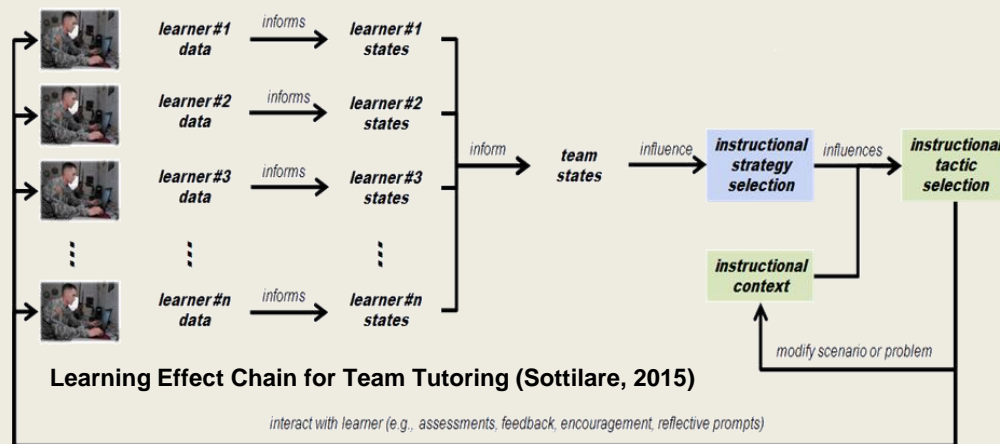 learner#1
data
informs
learner#1
states
learner#2
data
informs
learner#2
states
learner#3
data
informs
learner#3
states
learner#n
data
informs
learner#n
states
inform
team
states
influence
instructional
strategy
selection
influences
instructional
tactic
selection
instructional
context
modify scenario or problem
Learning Effect Chain for Team Tutoring (Sottilare, 2015)
interact with learner (e.g., assessments, feedback, encouragement, reflective prompts)